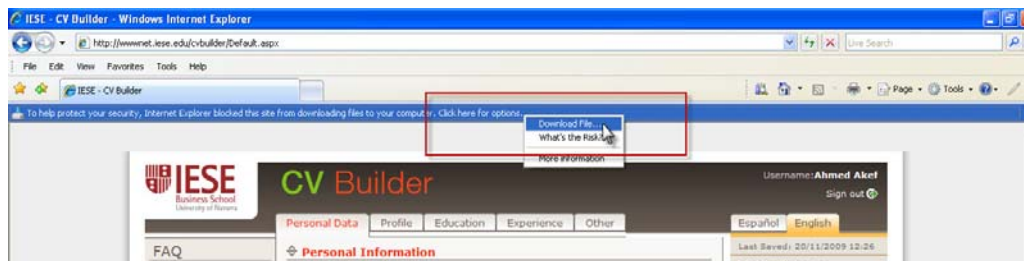 IESE - CV Builder - Windows Internet Explorer
http://wwwnet.iese.edu/cvbuilder/Default.aspx
Live Search
File Edit View Favorites Tools Help
IESE - CV Builder
Page Tools
To help protect your security, Internet Explorer blocked this site from downloading files to your computer. Click here for options...
Download File...
What's the Risk?
More information
IESE
Business School
University of Navarra
CV Builder
Username:Ahmed Akef
Sign out
Personal Data Profile Education Experience Other
Español English
FAQ
Personal Information
Last Saved: 20/11/2009 12:26